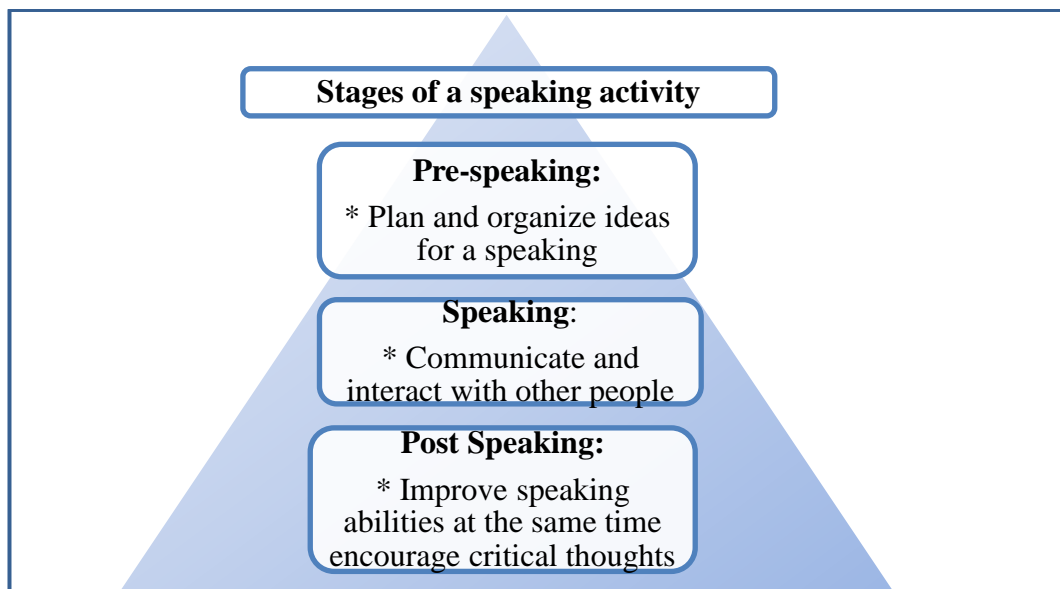 Stages of a speaking activity
Pre-speaking:
* Plan and organize ideas
for a speaking
Speaking:
* Communicate and
interact with other people
Post Speaking:
* Improve speaking
abilities at the same time
encourage critical thoughts